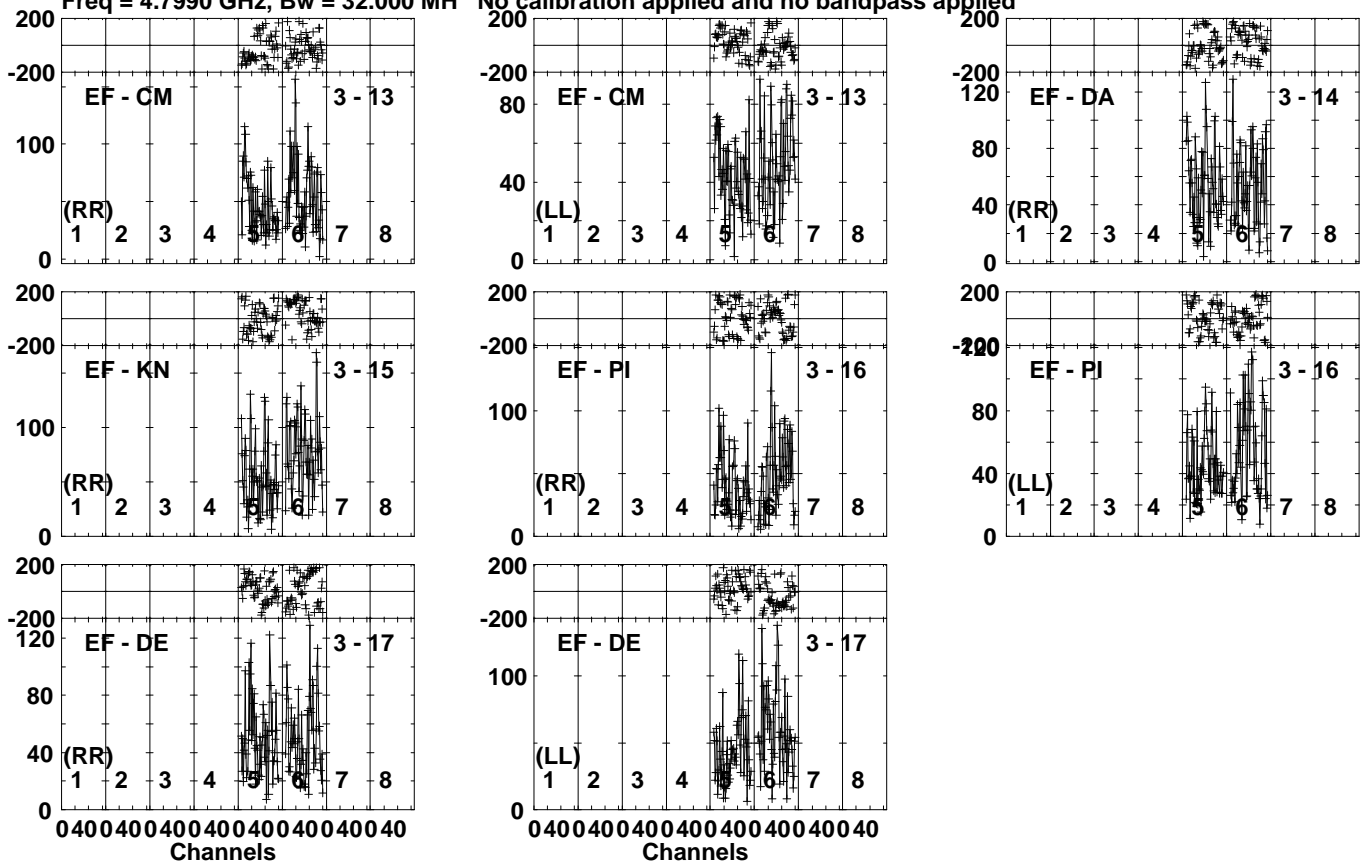 Freq = 4.7990 GHz, Bw = 32.000 MH No calibration applied and no bandpass applied
200 200 200
-200 -200 -200
EF - CM 3 - 13 EF - CM 3 - 13 EF - DA 3 - 14
120
100 80 80
40 40
(RR) (LL) (RR)
1 2 3 4 5 6 7 8 1 2 3 4 5 6 7 8 1 2 3 4 5 6 7 8
0 0 0
200 200 200
-200 -200 -200
120
EF - KN 3 - 15 EF - PI 3 - 16 EF - PI 3 - 16
100 100 80
40
(RR) (RR) (LL)
1 2 3 4 5 6 7 8 1 2 3 4 5 6 7 8 1 2 3 4 5 6 7 8
0 0 0
200 200
-200 -200
120 EF - DE 3 - 17 EF - DE 3 - 17
80 100
40
(RR) (LL)
1 2 3 4 5 6 7 8 1 2 3 4 5 6 7 8
0 0
0 40 0 40 0 40 0 40 0 40 0 40 0 40 0 40 0 40 0 40 0 40 0 40 0 40 0 40 0 40 0 40
Channels Channels